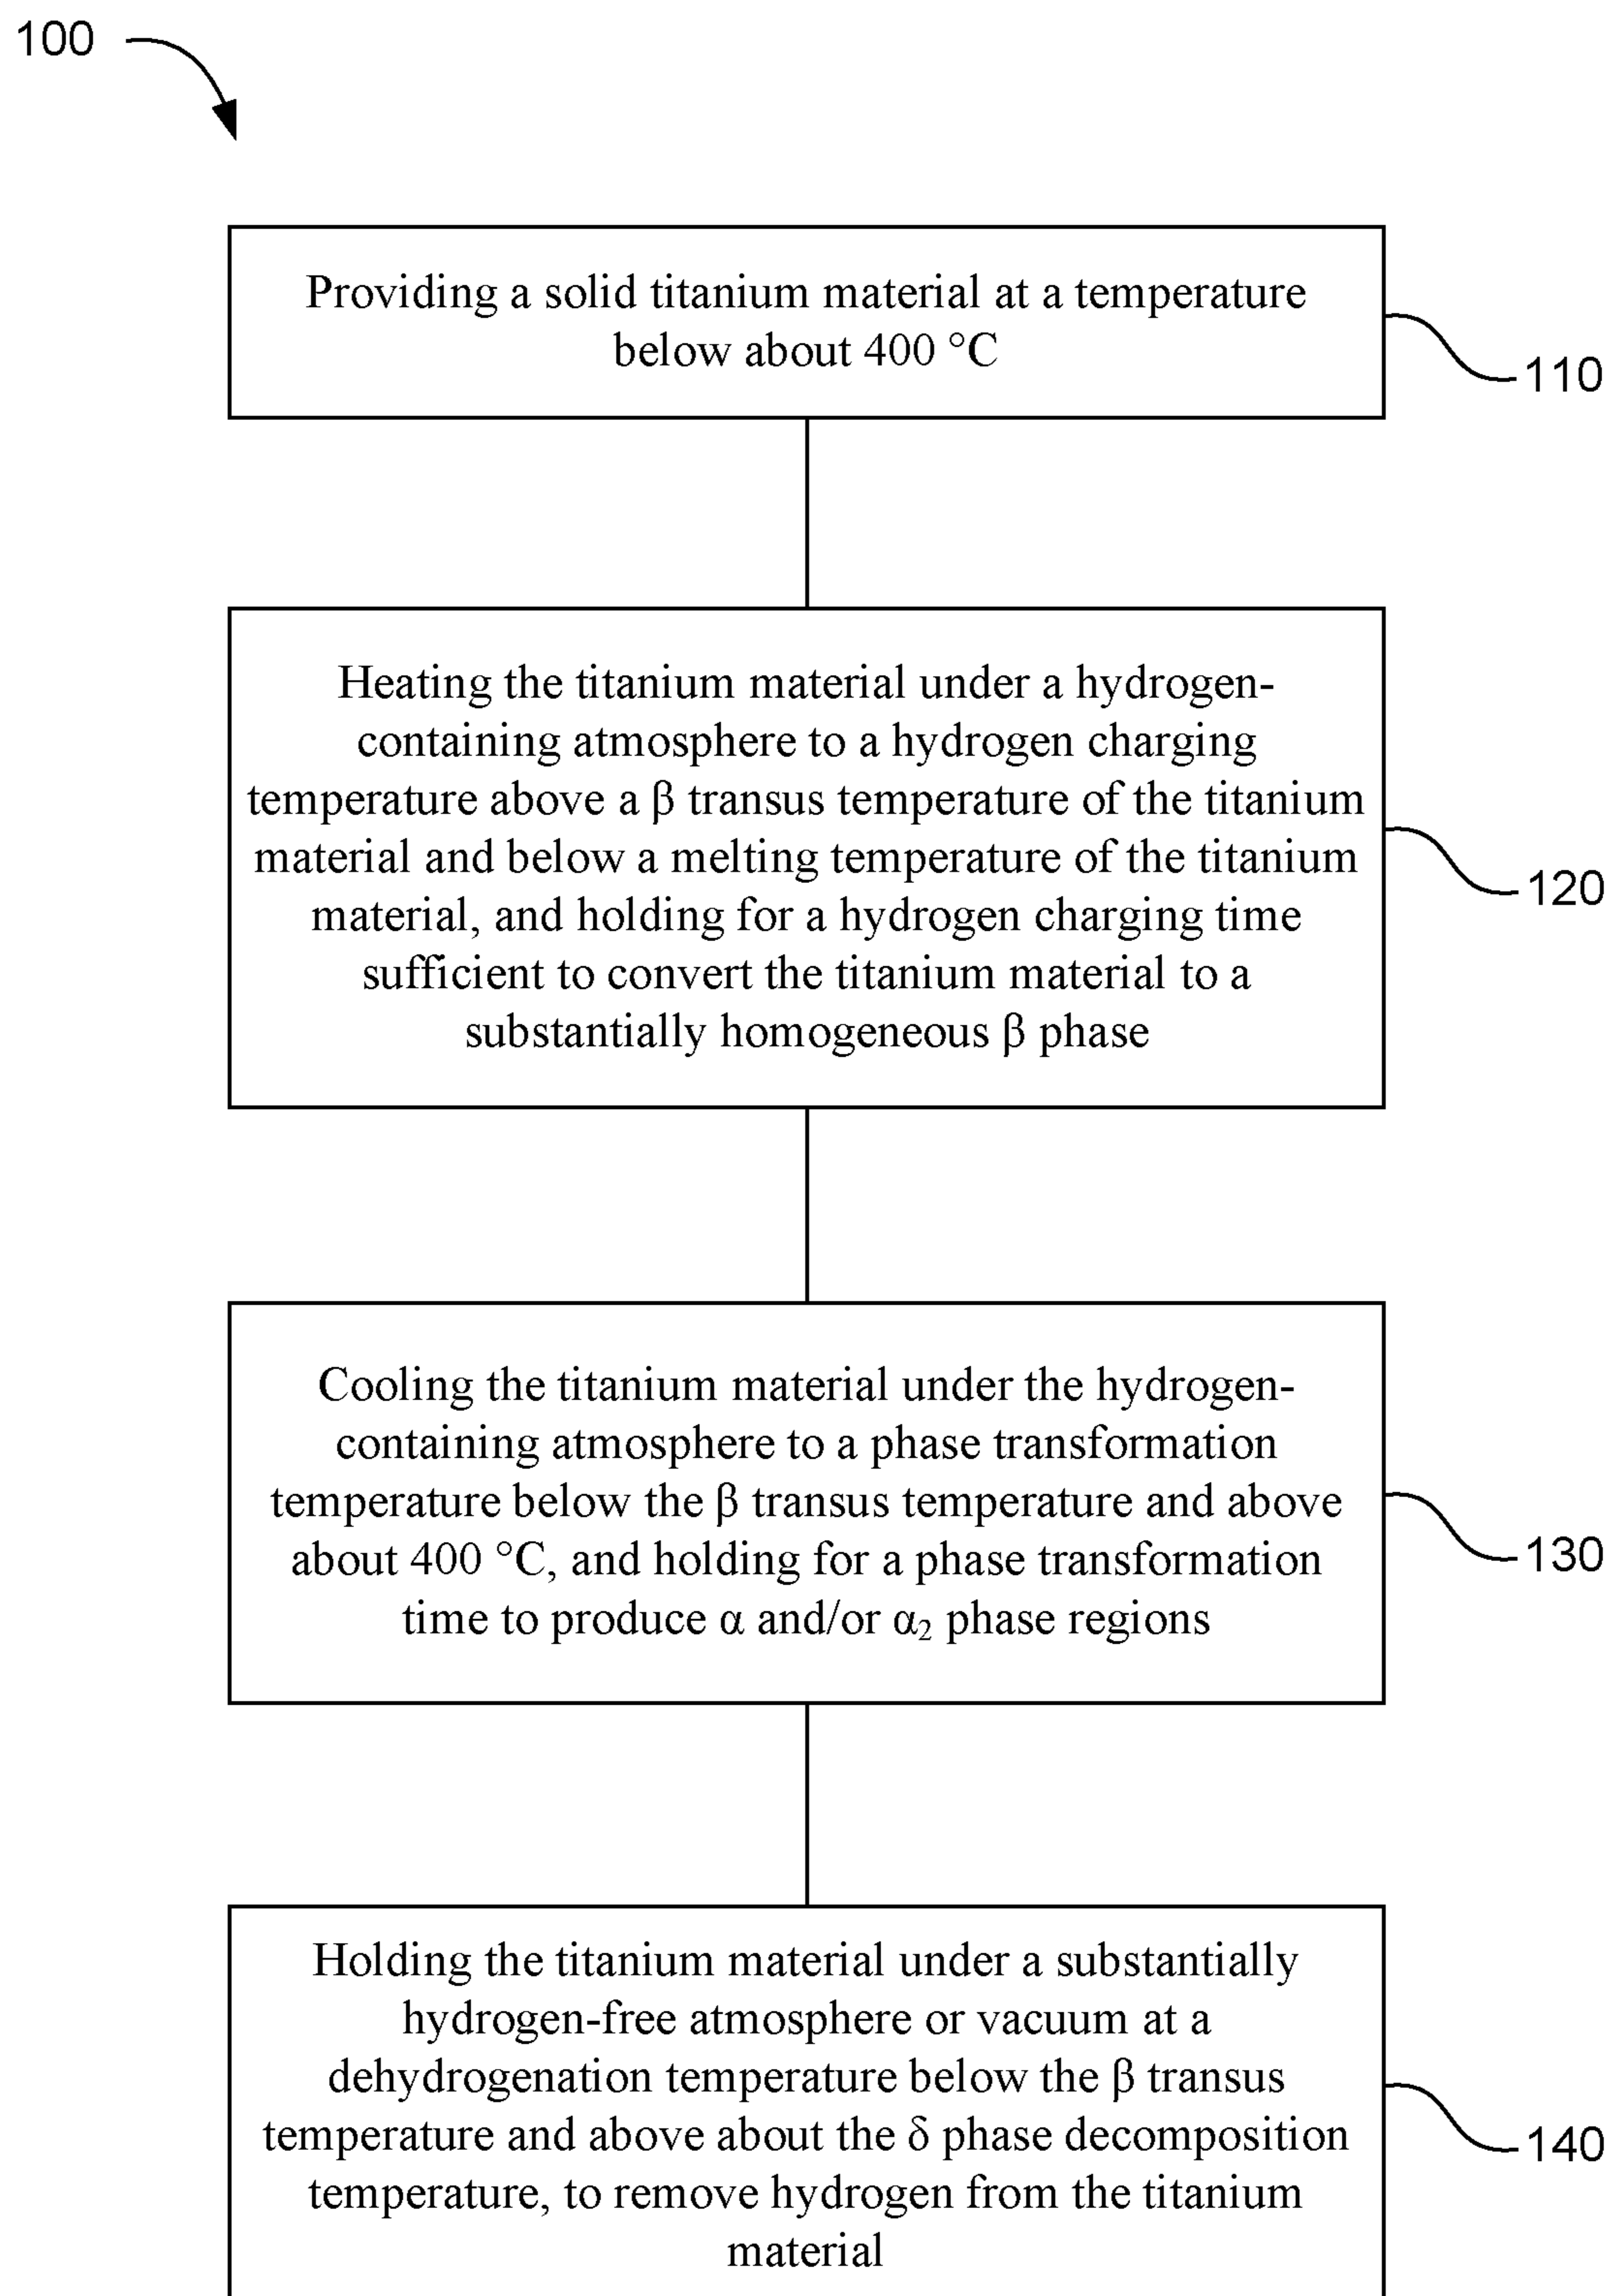 100
Providing a solid titanium material at a temperature
below about 400 °C
110
Heating the titanium material under a hydrogen-
containing atmosphere to a hydrogen charging
temperature above a β transus temperature of the titanium
material and below a melting temperature of the titanium
material, and holding for a hydrogen charging time
sufficient to convert the titanium material to a
substantially homogeneous β phase
120
Cooling the titanium material under the hydrogen-
containing atmosphere to a phase transformation
temperature below the β transus temperature and above
about 400 °C, and holding for a phase transformation
time to produce α and/or α₂ phase regions
130
Holding the titanium material under a substantially
hydrogen-free atmosphere or vacuum at a
dehydrogenation temperature below the β transus
temperature and above about the δ phase decomposition
temperature, to remove hydrogen from the titanium
material
140